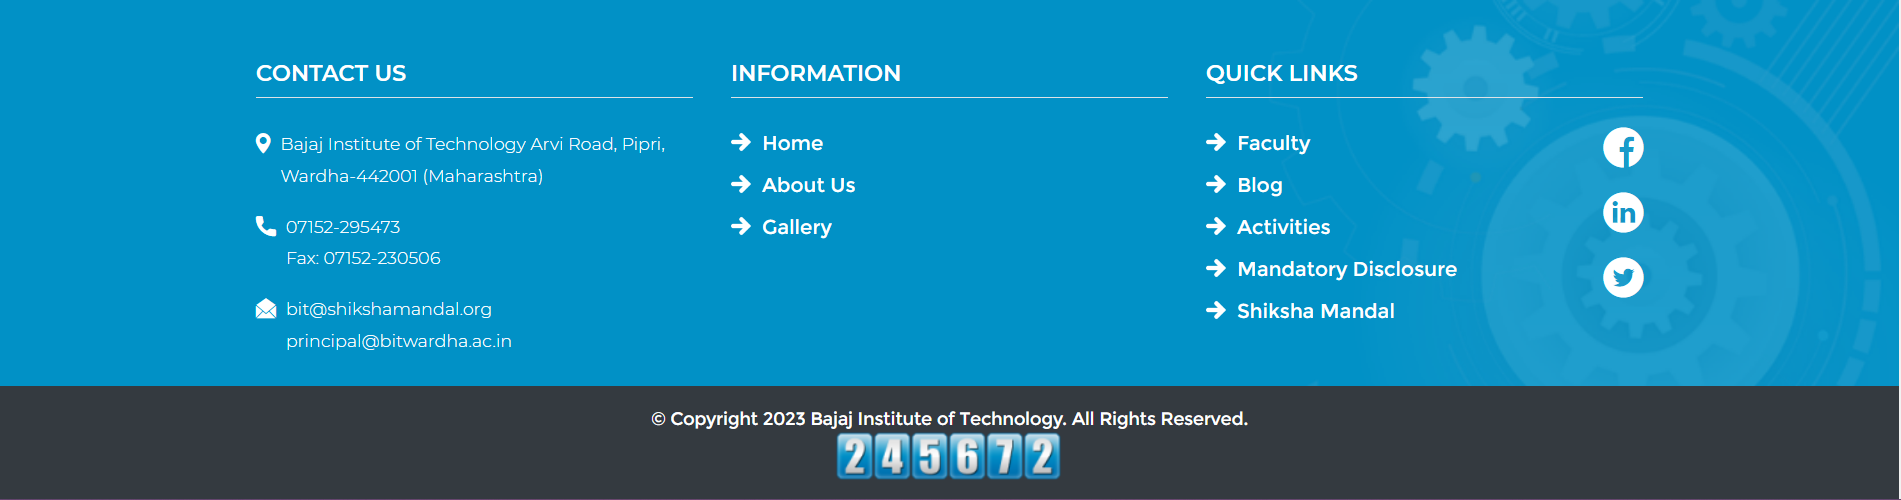 CONTACT US
Bajaj Institute of Technology Arvi Road, Pipri,
Wardha-442001 (Maharashtra)
07152-295473
Fax: 07152-230506
bit@shikshamandal.org
principal@bitwardha.ac.in
INFORMATION
Home
About Us
Gallery
QUICK LINKS
Faculty
Blog
Activities
Mandatory Disclosure
Shiksha Mandal
© Copyright 2023 Bajaj Institute of Technology. All Rights Reserved.
245672